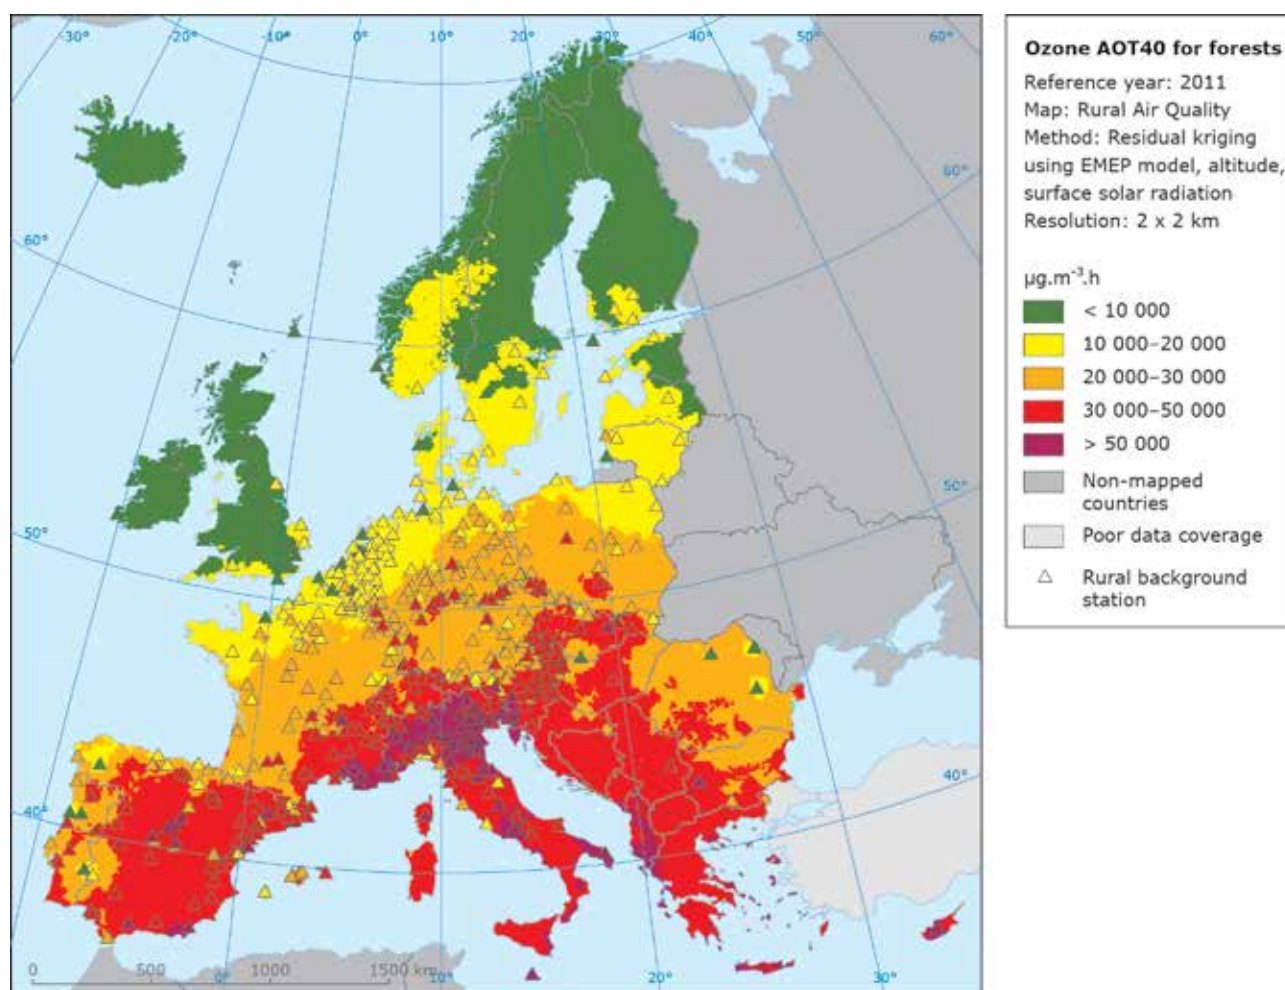 -30° -20° -10° 0° 10° 20° 30° 40° 50° 60°
60°
60°
50°
50°
40°
40°
0 500 1000 1500 km
0° 10° 20° 30°
Ozone AOT40 for forests
Reference year: 2011
Map: Rural Air Quality
Method: Residual kriging
using EMEP model, altitude,
surface solar radiation
Resolution: 2 x 2 km
µg.m⁻³.h
< 10 000
10 000–20 000
20 000–30 000
30 000–50 000
> 50 000
Non-mapped
countries
Poor data coverage
Rural background
station